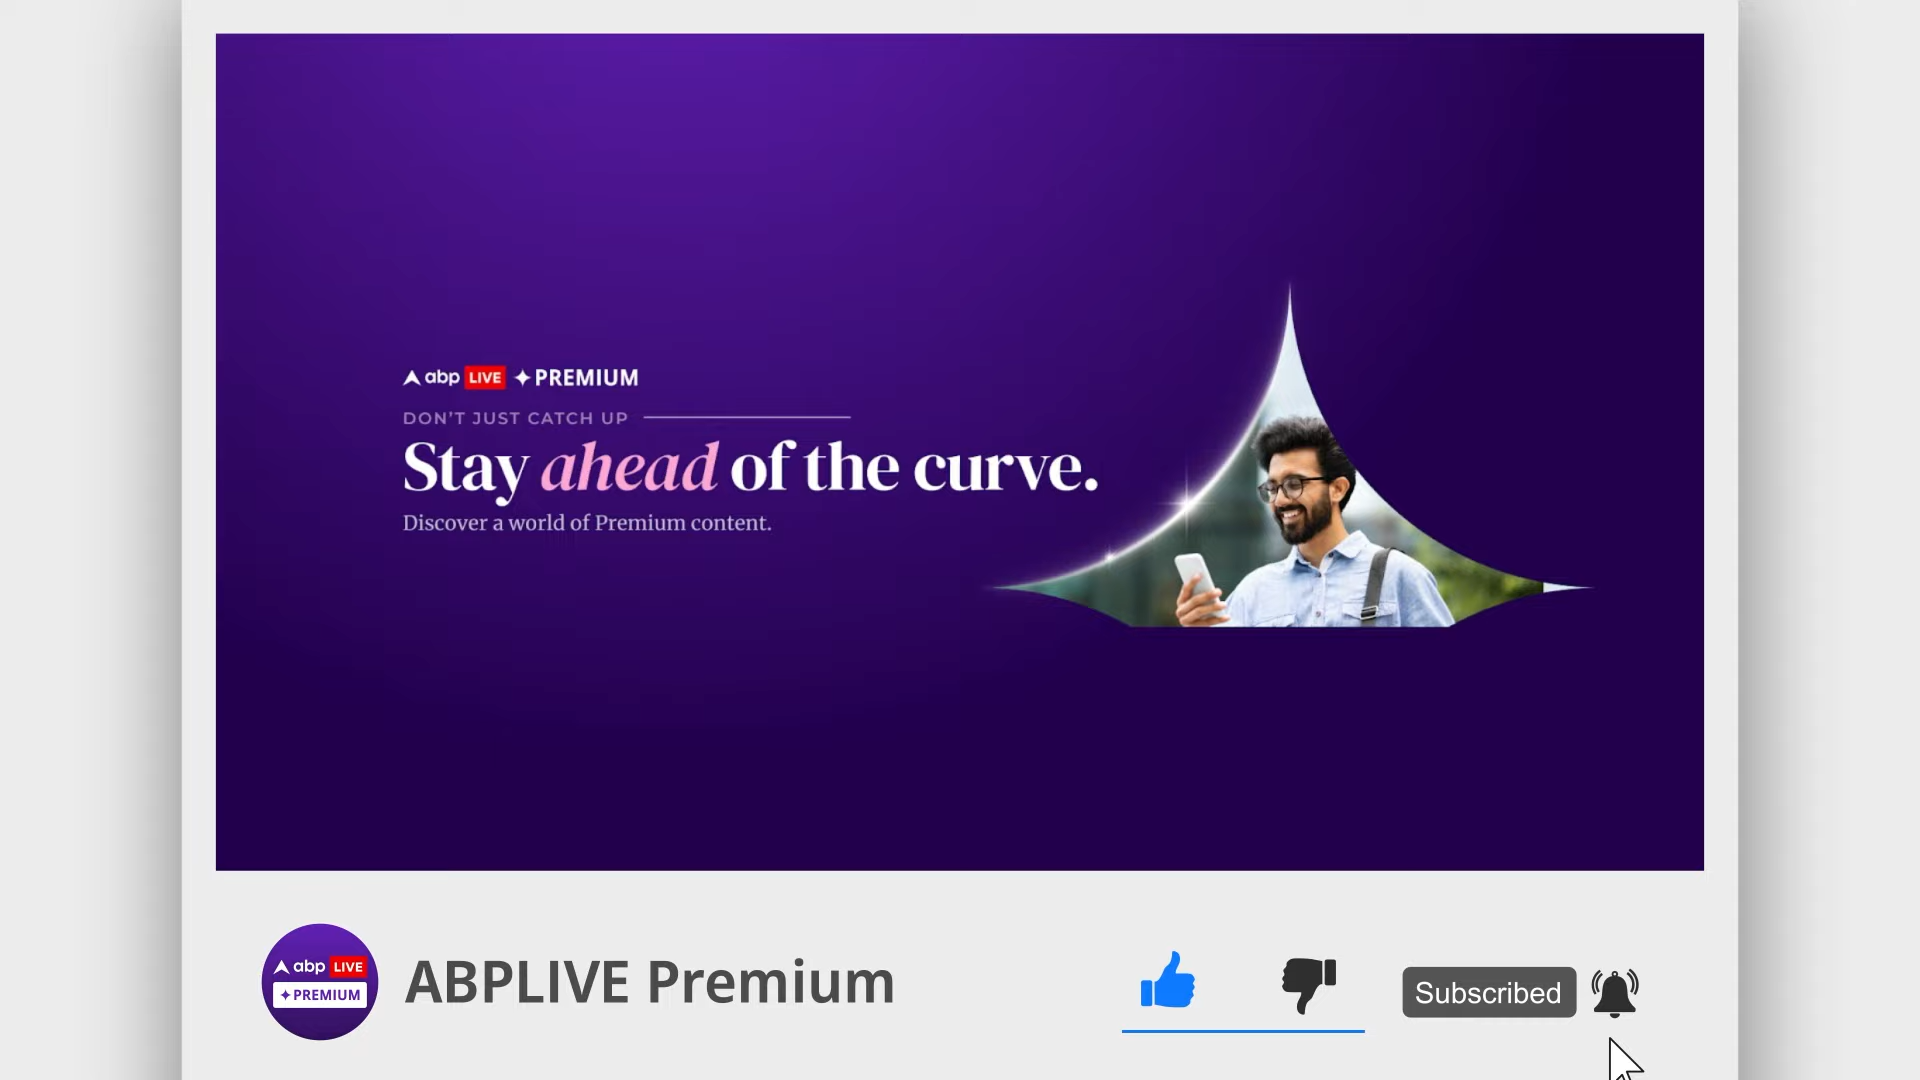 abp LIVE PREMIUM
DON'T JUST CATCH UP
Stay ahead of the curve.
Discover a world of Premium content.
abp LIVE
PREMIUM
ABPLIVE Premium
Subscribed